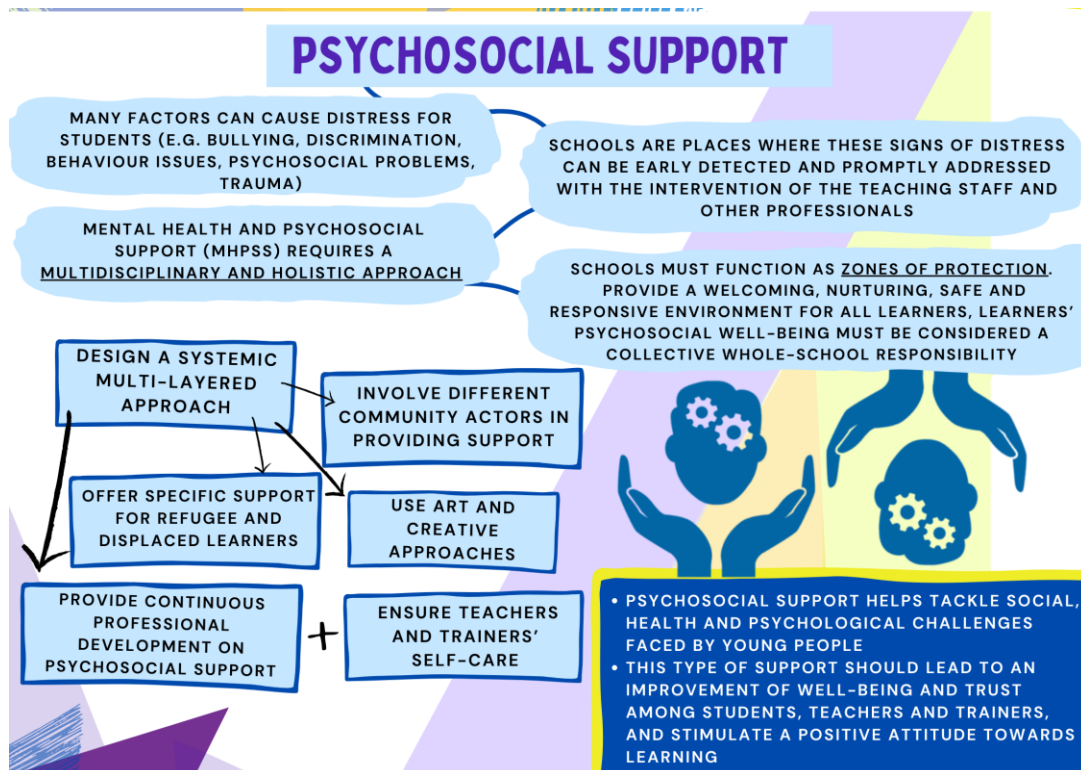 PSYCHOSOCIAL SUPPORT
MANY FACTORS CAN CAUSE DISTRESS FOR
STUDENTS (E.G. BULLYING, DISCRIMINATION,
BEHAVIOUR ISSUES, PSYCHOSOCIAL PROBLEMS,
TRAUMA)
SCHOOLS ARE PLACES WHERE THESE SIGNS OF DISTRESS
CAN BE EARLY DETECTED AND PROMPTLY ADDRESSED
WITH THE INTERVENTION OF THE TEACHING STAFF AND
OTHER PROFESSIONALS
MENTAL HEALTH AND PSYCHOSOCIAL
SUPPORT (MHPSS) REQUIRES A
MULTIDISCIPLINARY AND HOLISTIC APPROACH
SCHOOLS MUST FUNCTION AS ZONES OF PROTECTION.
PROVIDE A WELCOMING, NURTURING, SAFE AND
RESPONSIVE ENVIRONMENT FOR ALL LEARNERS, LEARNERS'
PSYCHOSOCIAL WELL-BEING MUST BE CONSIDERED A
COLLECTIVE WHOLE-SCHOOL RESPONSIBILITY
DESIGN A SYSTEMIC
MULTI-LAYERED
APPROACH
INVOLVE DIFFERENT
COMMUNITY ACTORS IN
PROVIDING SUPPORT
OFFER SPECIFIC SUPPORT
FOR REFUGEE AND
DISPLACED LEARNERS
USE ART AND
CREATIVE
APPROACHES
PROVIDE CONTINUOUS
PROFESSIONAL
DEVELOPMENT ON
PSYCHOSOCIAL SUPPORT
+
ENSURE TEACHERS
AND TRAINERS'
SELF-CARE
• PSYCHOSOCIAL SUPPORT HELPS TACKLE SOCIAL,
HEALTH AND PSYCHOLOGICAL CHALLENGES
FACED BY YOUNG PEOPLE
• THIS TYPE OF SUPPORT SHOULD LEAD TO AN
IMPROVEMENT OF WELL-BEING AND TRUST
AMONG STUDENTS, TEACHERS AND TRAINERS,
AND STIMULATE A POSITIVE ATTITUDE TOWARDS
LEARNING